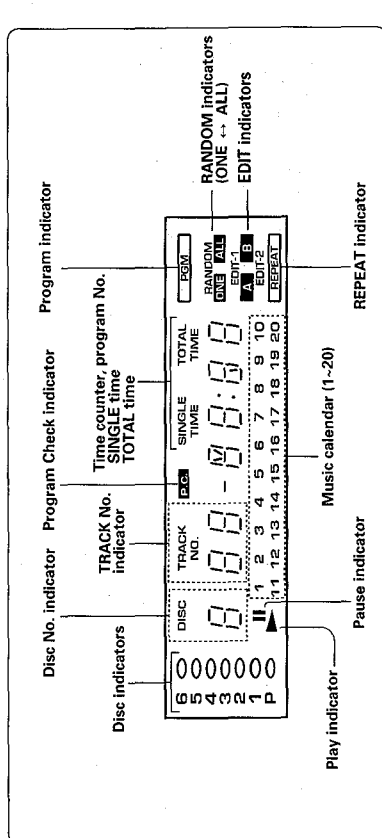 Program indicator
Program Check indicator
Disc No. indicator
TRACK No.
indicator
Time counter, program No.
SINGLE time
TOTAL time
RANDOM indicators
(ONE ↔ ALL)
EDIT indicators
Disc indicators
6
5
4
3
2
1
P
DISC
TRACK
NO.
P.C.
SINGLE
TIME
TOTAL
TIME
PGM
RANDOM
ONE ALL
EDIT-1
A B
EDIT-2
REPEAT
8 88 -88:88
1 2 3 4 5 6 7 8 9 10
11 12 13 14 15 16 17 18 19 20
Play indicator
Pause indicator
Music calendar (1~20)
REPEAT indicator